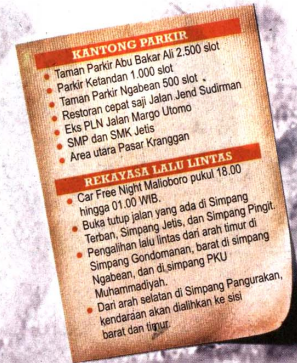 KANTONG PARKIR
• Taman Parkir Abu Bakar Ali 2.500 slot
• Parkir Ketandan 1.000 slot
• Taman Parkir Ngabean 500 slot
• Restoran cepat saji Jalan Jend Sudirman
• Eks PLN Jalan Margo Utomo
• SMP dan SMK Jetis
• Area utara Pasar Kranggan
REKAYASA LALU LINTAS
• Car Free Night Malioboro pukul 18.00
hingga 01.00 WIB.
• Buka tutup jalan yang ada di Simpang
Terban, Simpang Jetis, dan Simpang Pingit.
• Pengalihan lalu lintas dari arah timur di
Simpang Gondomanan, barat di simpang
Ngabean, dan di simpang PKU
Muhammadiyah.
• Dari arah selatan di Simpang Pangurakan,
kendaraan akan dialihkan ke sisi
barat dan timur.